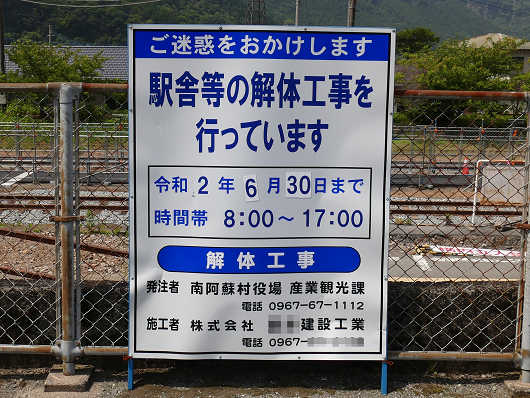 ご迷惑をおかけします
駅舎等の解体工事を
行っています
令和 2 年 6 月 30日まで
時間帯 8:00～17:00
解体工事
発注者 南阿蘇村役場 産業観光課
電話 0967-67-1112
施工者 株式会社 建設工業
電話 0967-